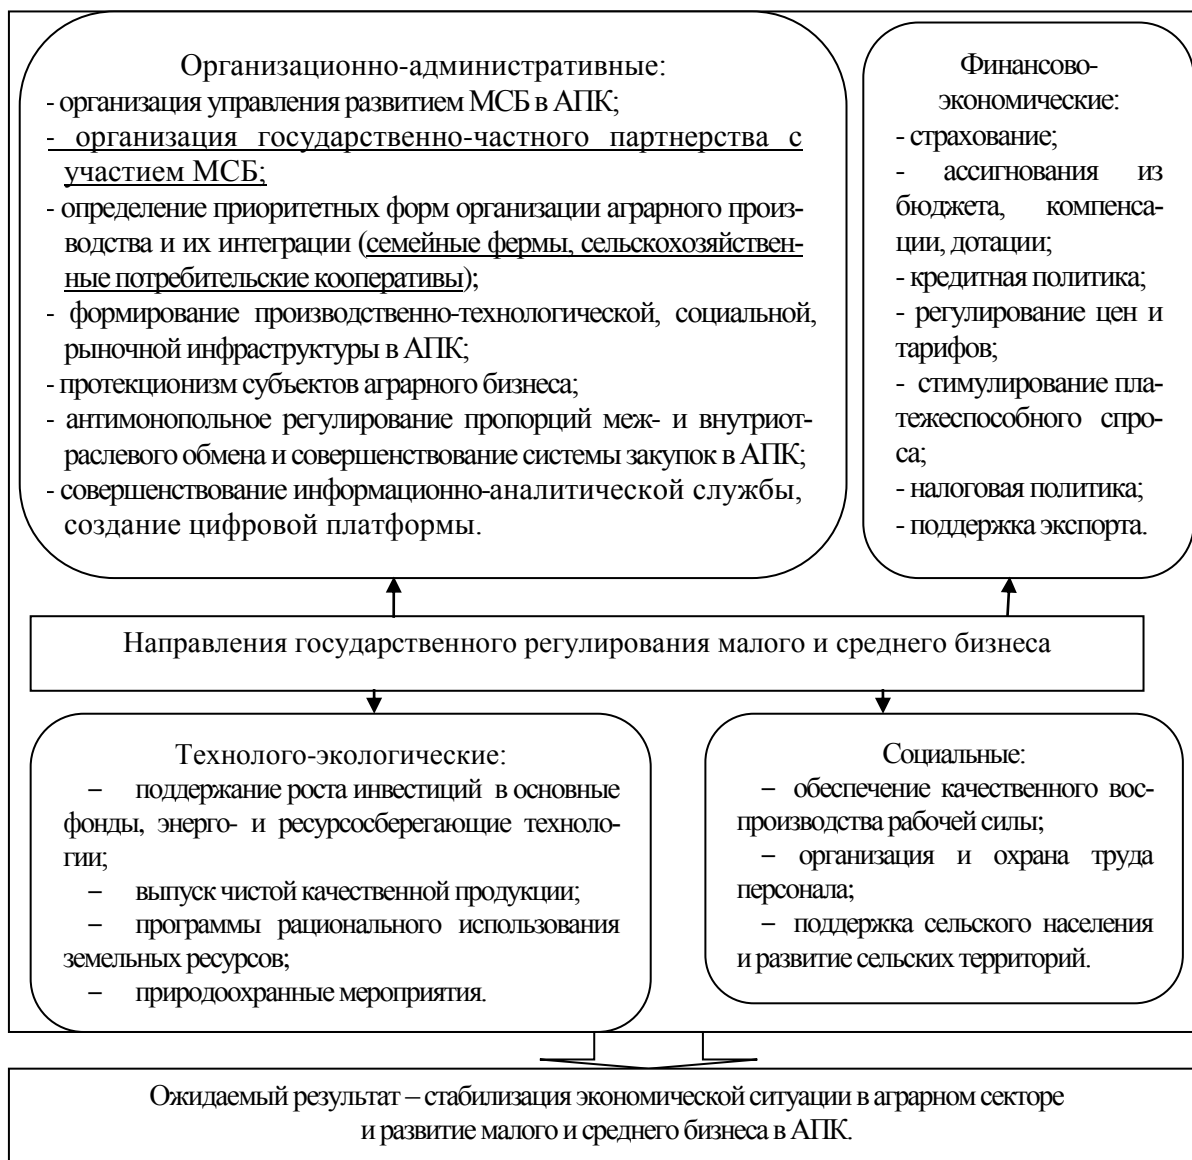 Организационно-административные:
- организация управления развитием МСБ в АПК;
- организация государственно-частного партнерства с
участием МСБ;
- определение приоритетных форм организации аграрного произ-
водства и их интеграции (семейные фермы, сельскохозяйствен-
ные потребительские кооперативы);
- формирование производственно-технологической, социальной,
рыночной инфраструктуры в АПК;
- протекционизм субъектов аграрного бизнеса;
- антимонопольное регулирование пропорций меж- и внутриот-
раслевого обмена и совершенствование системы закупок в АПК;
- совершенствование информационно-аналитической службы,
создание цифровой платформы.
Финансово-
экономические:
- страхование;
- ассигнования из
бюджета, компенса-
ции, дотации;
- кредитная политика;
- регулирование цен и
тарифов;
- стимулирование пла-
тежеспособного спро-
са;
- налоговая политика;
- поддержка экспорта.
Направления государственного регулирования малого и среднего бизнеса
Технолого-экологические:
– поддержание роста инвестиций в основные
фонды, энерго- и ресурсосберегающие техноло-
гии;
– выпуск чистой качественной продукции;
– программы рационального использования
земельных ресурсов;
– природоохранные мероприятия.
Социальные:
– обеспечение качественного вос-
производства рабочей силы;
– организация и охрана труда
персонала;
– поддержка сельского населения
и развитие сельских территорий.
Ожидаемый результат – стабилизация экономической ситуации в аграрном секторе
и развитие малого и среднего бизнеса в АПК.